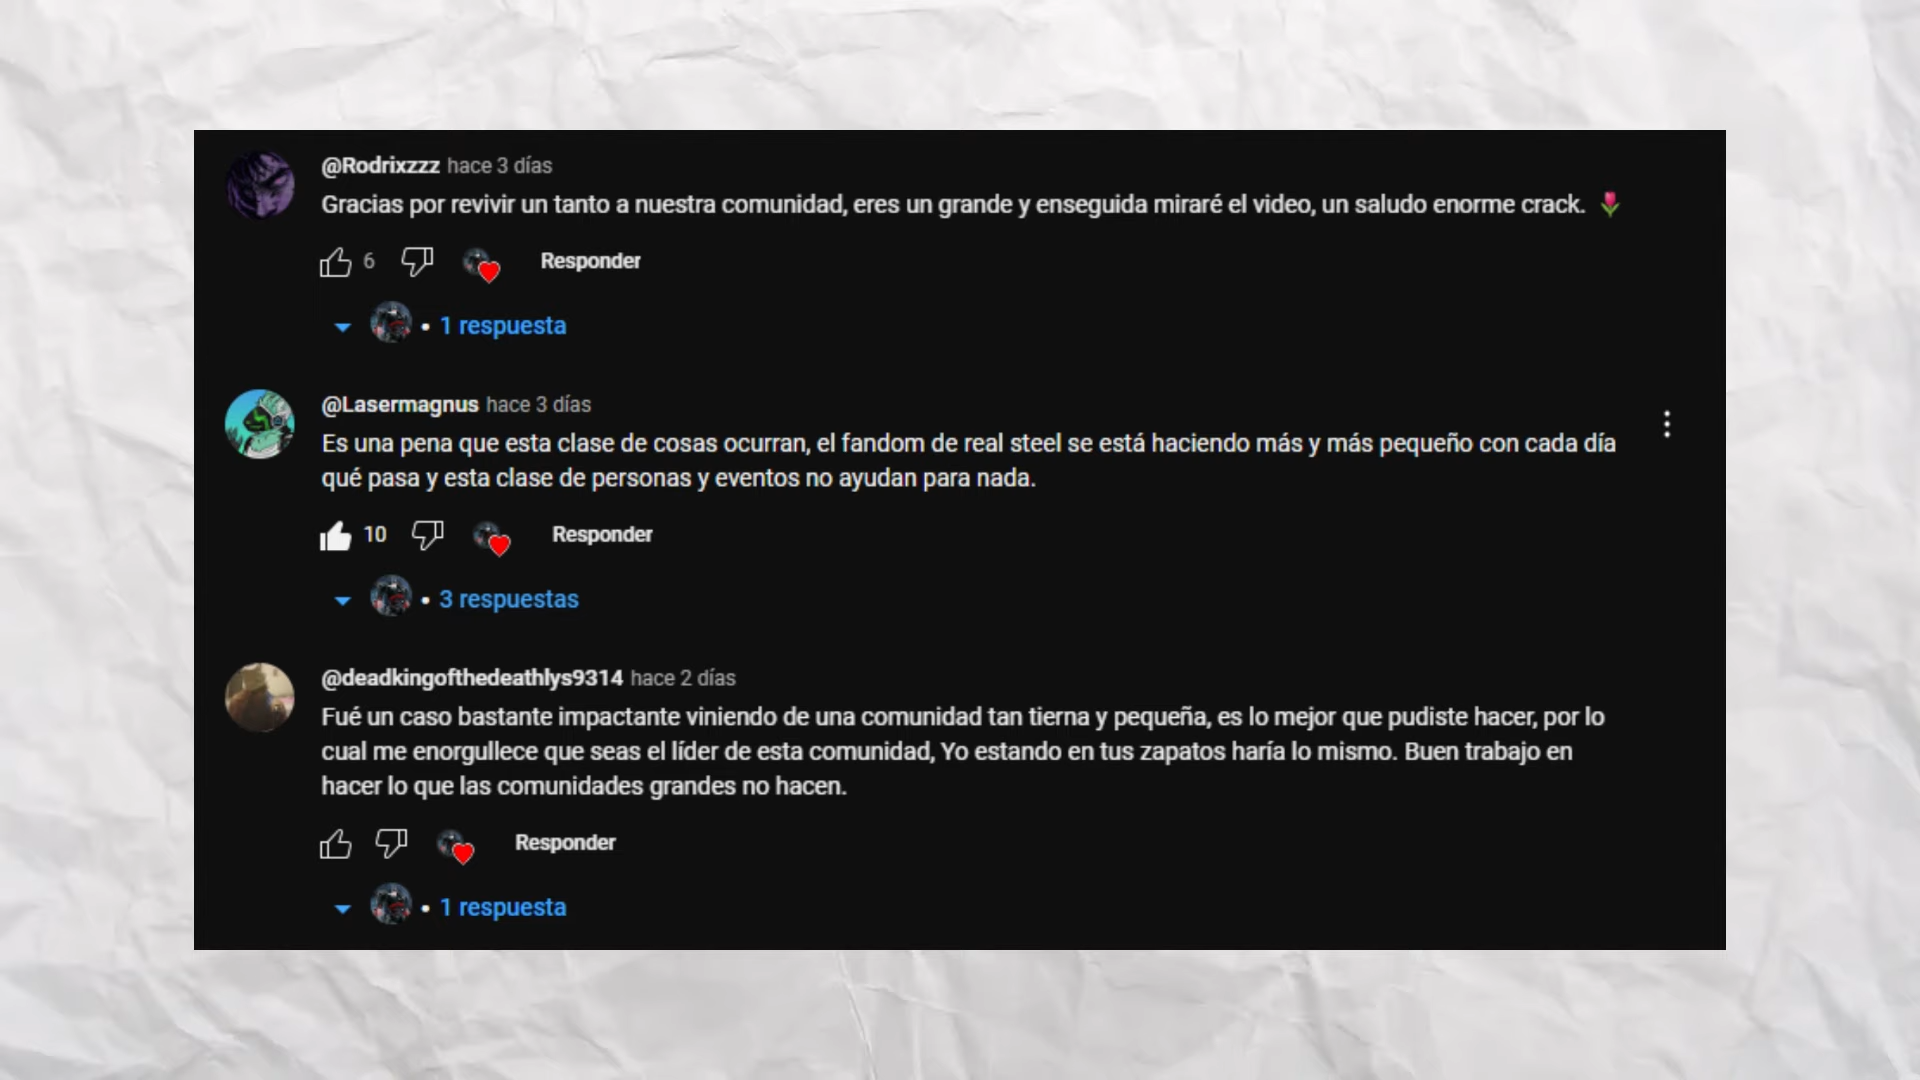 @Rodrixzzz hace 3 días
Gracias por revivir un tanto a nuestra comunidad, eres un grande y enseguida miraré el video, un saludo enorme crack. 🌷
6 Responder
• 1 respuesta
@Lasermagnus hace 3 días
Es una pena que esta clase de cosas ocurran, el fandom de real steel se está haciendo más y más pequeño con cada día
qué pasa y esta clase de personas y eventos no ayudan para nada.
10 Responder
• 3 respuestas
@deadkingofthedeathlys9314 hace 2 días
Fué un caso bastante impactante viniendo de una comunidad tan tierna y pequeña, es lo mejor que pudiste hacer, por lo
cual me enorgullece que seas el líder de esta comunidad, Yo estando en tus zapatos haría lo mismo. Buen trabajo en
hacer lo que las comunidades grandes no hacen.
Responder
• 1 respuesta